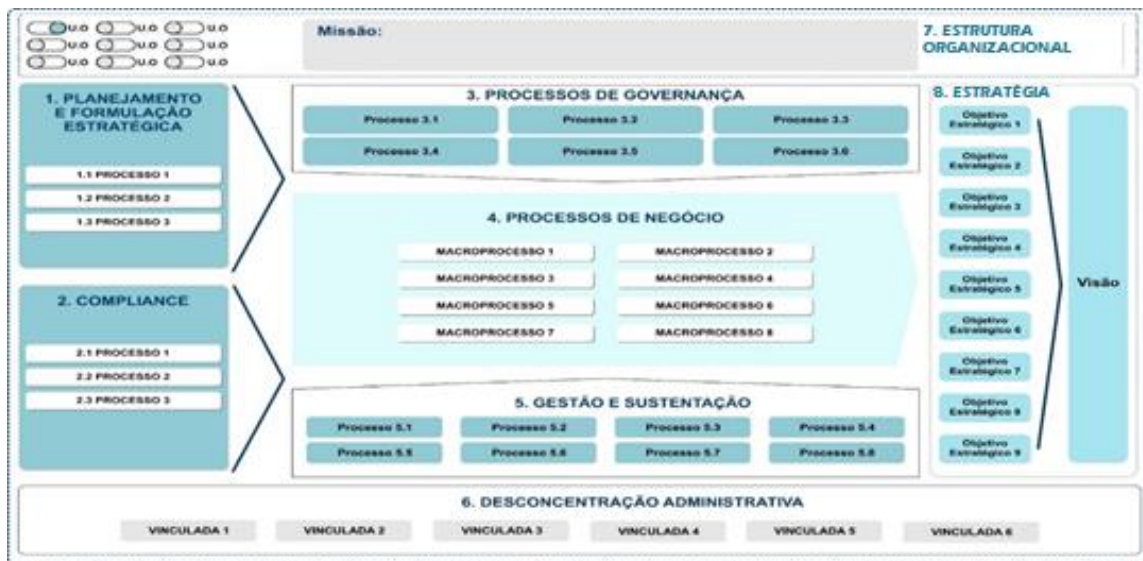 U.O U.O U.O
U.O U.O U.O
U.O U.O U.O
Missão:
7. ESTRUTURA
ORGANIZACIONAL
1. PLANEJAMENTO
E FORMULAÇÃO
ESTRATÉGICA
1.1 PROCESSO 1
1.2 PROCESSO 2
1.3 PROCESSO 3
2. COMPLIANCE
2.1 PROCESSO 1
2.2 PROCESSO 2
2.3 PROCESSO 3
3. PROCESSOS DE GOVERNANÇA
Processo 3.1 Processo 3.2 Processo 3.3
Processo 3.4 Processo 3.5 Processo 3.6
4. PROCESSOS DE NEGÓCIO
MACROPROCESSO 1 MACROPROCESSO 2
MACROPROCESSO 3 MACROPROCESSO 4
MACROPROCESSO 5 MACROPROCESSO 6
MACROPROCESSO 7 MACROPROCESSO 8
5. GESTÃO E SUSTENTAÇÃO
Processo 5.1 Processo 5.2 Processo 5.3 Processo 5.4
Processo 5.5 Processo 5.6 Processo 5.7 Processo 5.8
8. ESTRATÉGIA
Objetivo
Estratégico 1
Objetivo
Estratégico 2
Objetivo
Estratégico 3
Objetivo
Estratégico 4
Objetivo
Estratégico 5
Objetivo
Estratégico 6
Objetivo
Estratégico 7
Objetivo
Estratégico 8
Objetivo
Estratégico 9
Visão
6. DESCONCENTRAÇÃO ADMINISTRATIVA
VINCULADA 1 VINCULADA 2 VINCULADA 3 VINCULADA 4 VINCULADA 5 VINCULADA 6